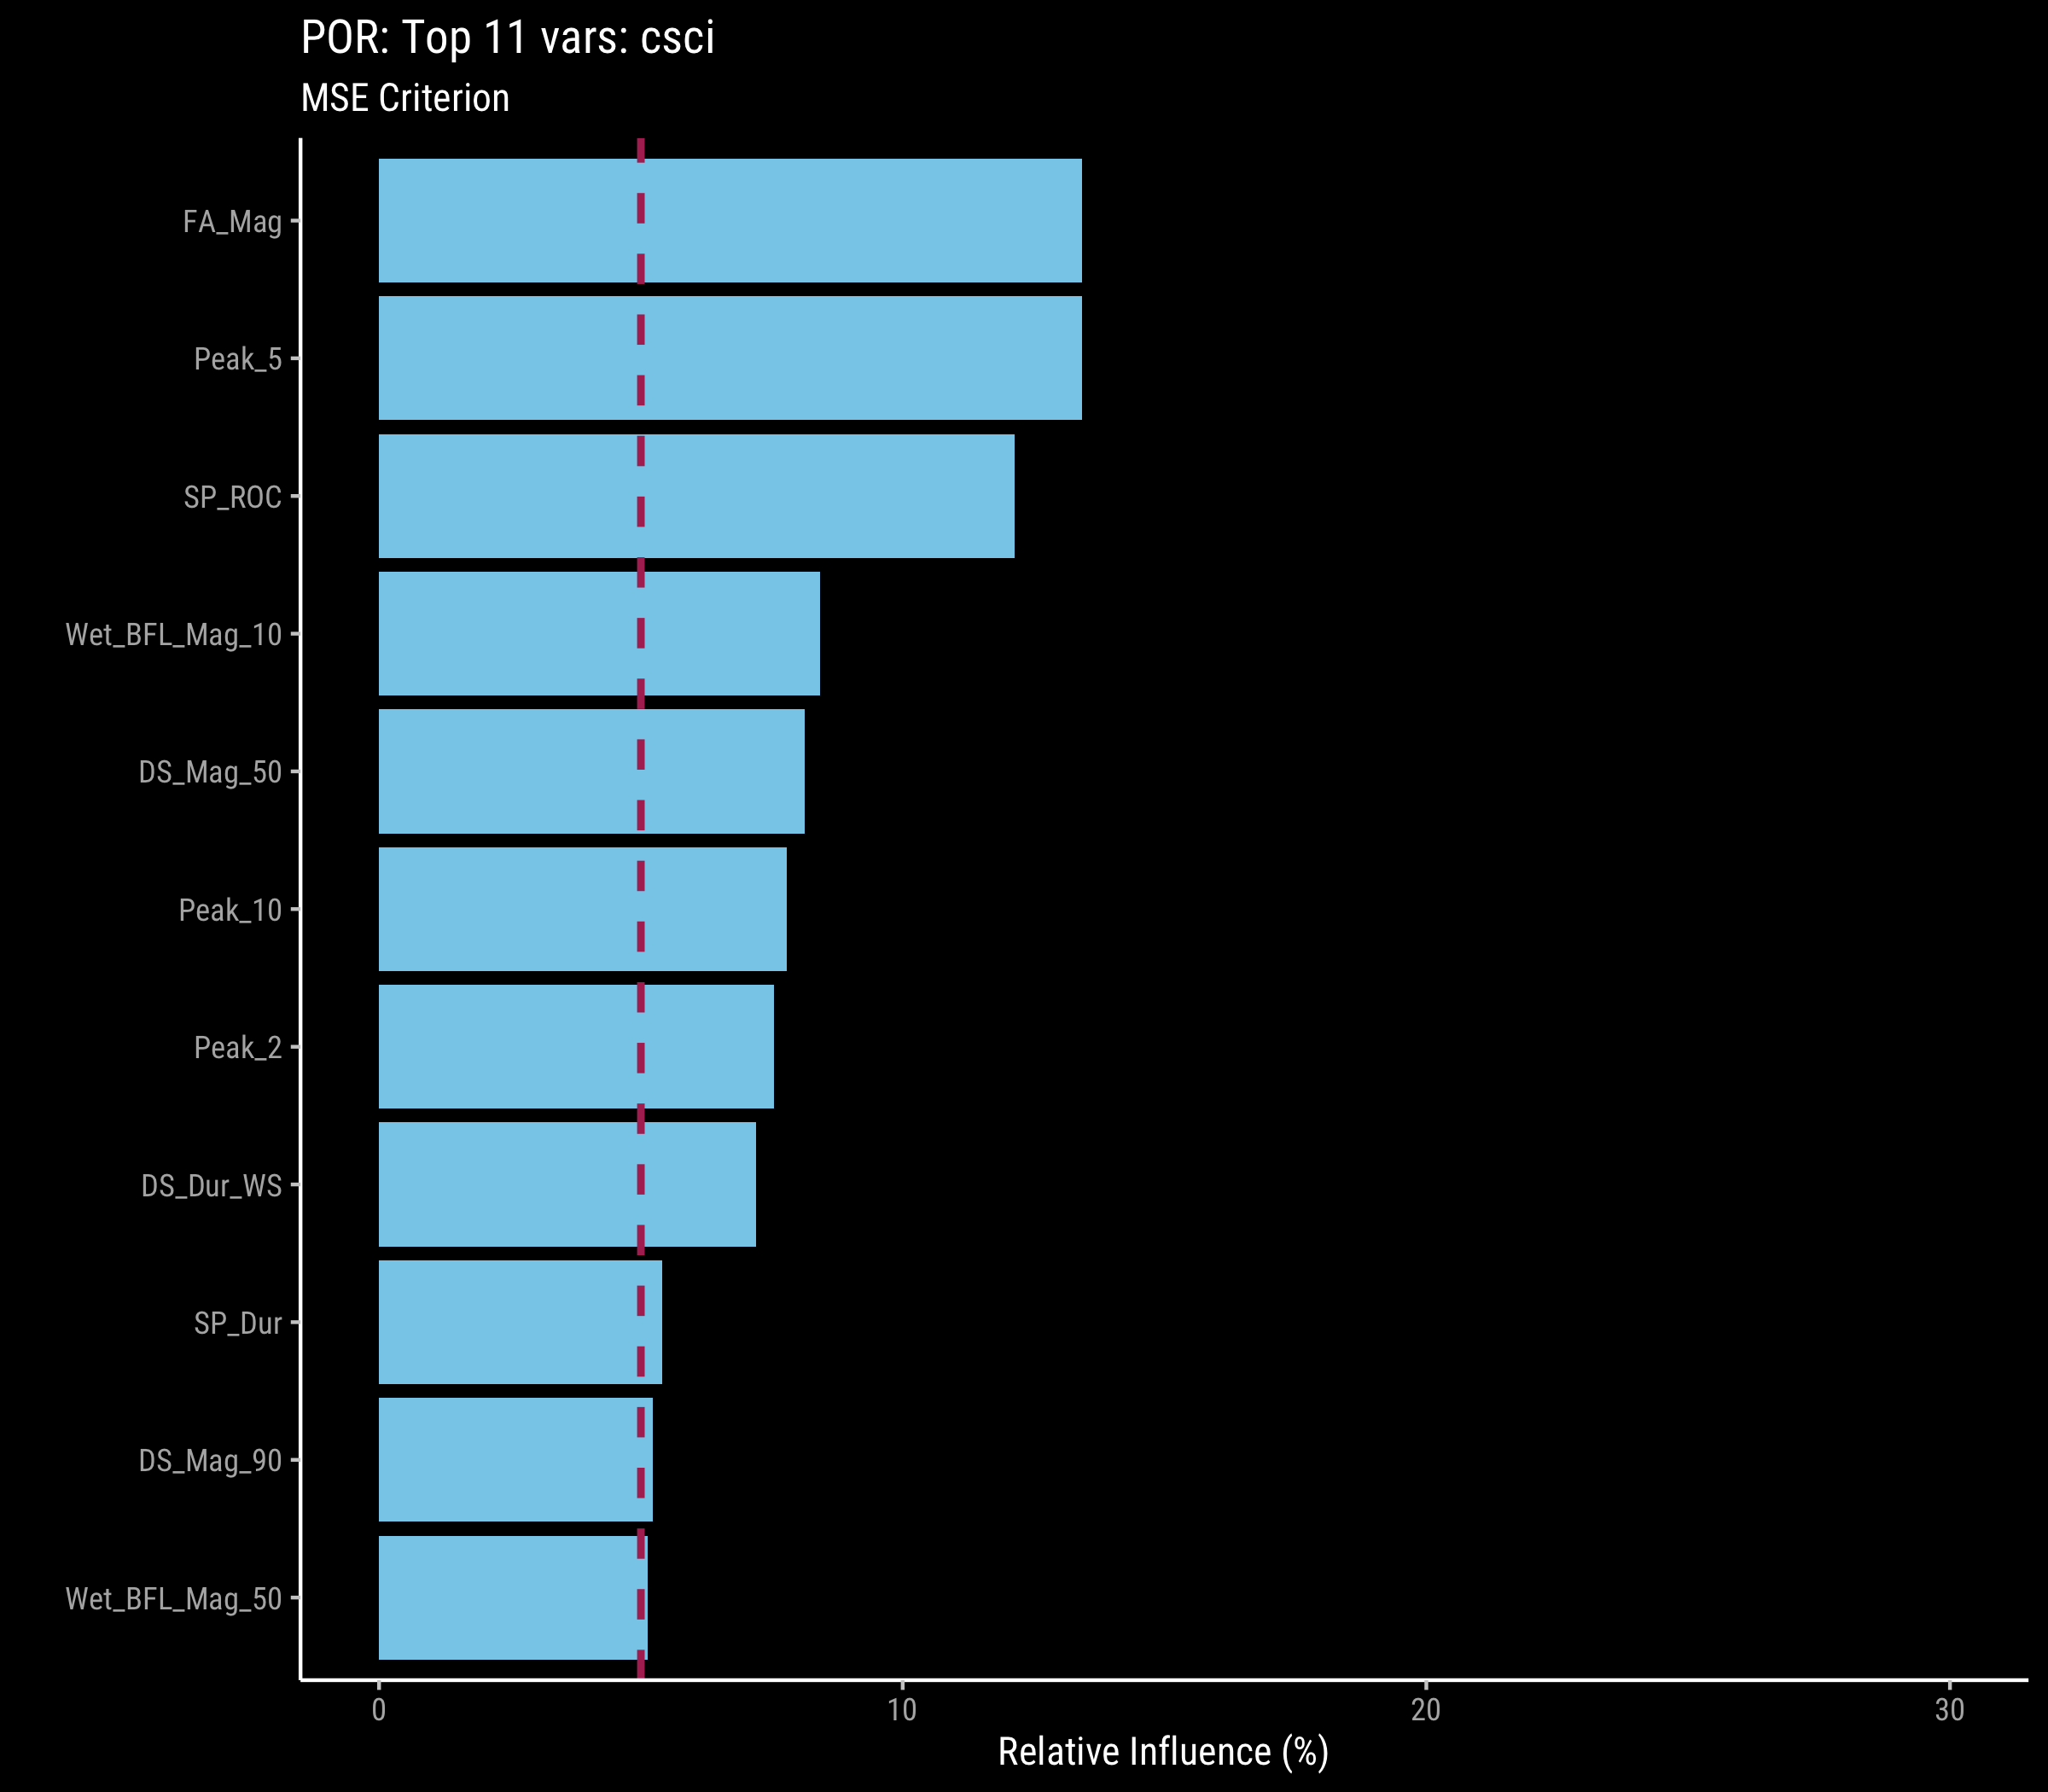 POR: Top 11 vars: csci
MSE Criterion
FA_Mag
Peak_5
SP_ROC
Wet_BFL_Mag_10
DS_Mag_50
Peak_10
Peak_2
DS_Dur_WS
SP_Dur
DS_Mag_90
Wet_BFL_Mag_50
0 10 20 30
Relative Influence (%)